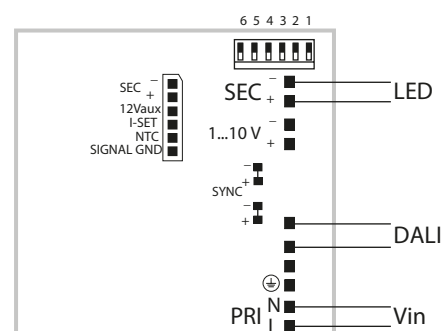 6 5 4 3 2 1
SEC −
+
12Vaux
I-SET
NTC
SIGNAL GND
SEC −
+
LED
1...10 V −
+
−
+
SYNC
−
+
DALI
PRI N
L
Vin